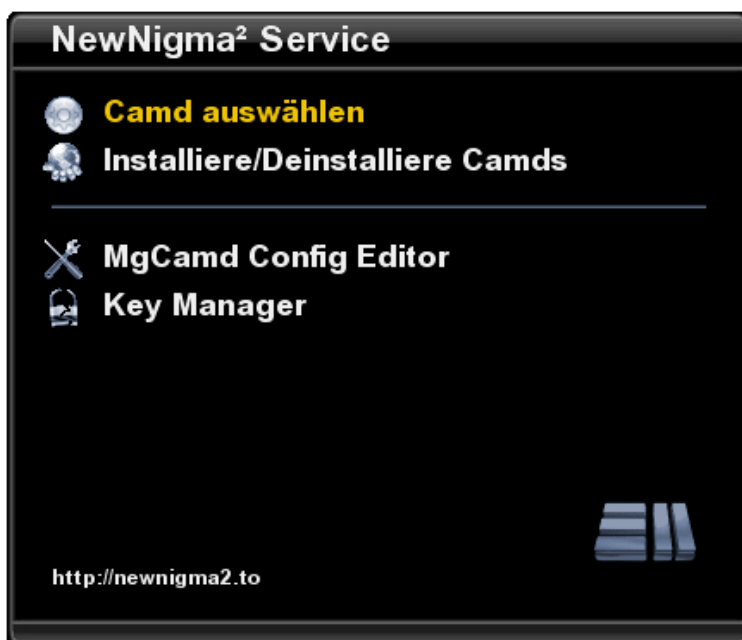 NewNigma² Service
Camd auswählen
Installiere/Deinstalliere Camds
MgCamd Config Editor
Key Manager
http://newnigma2.to